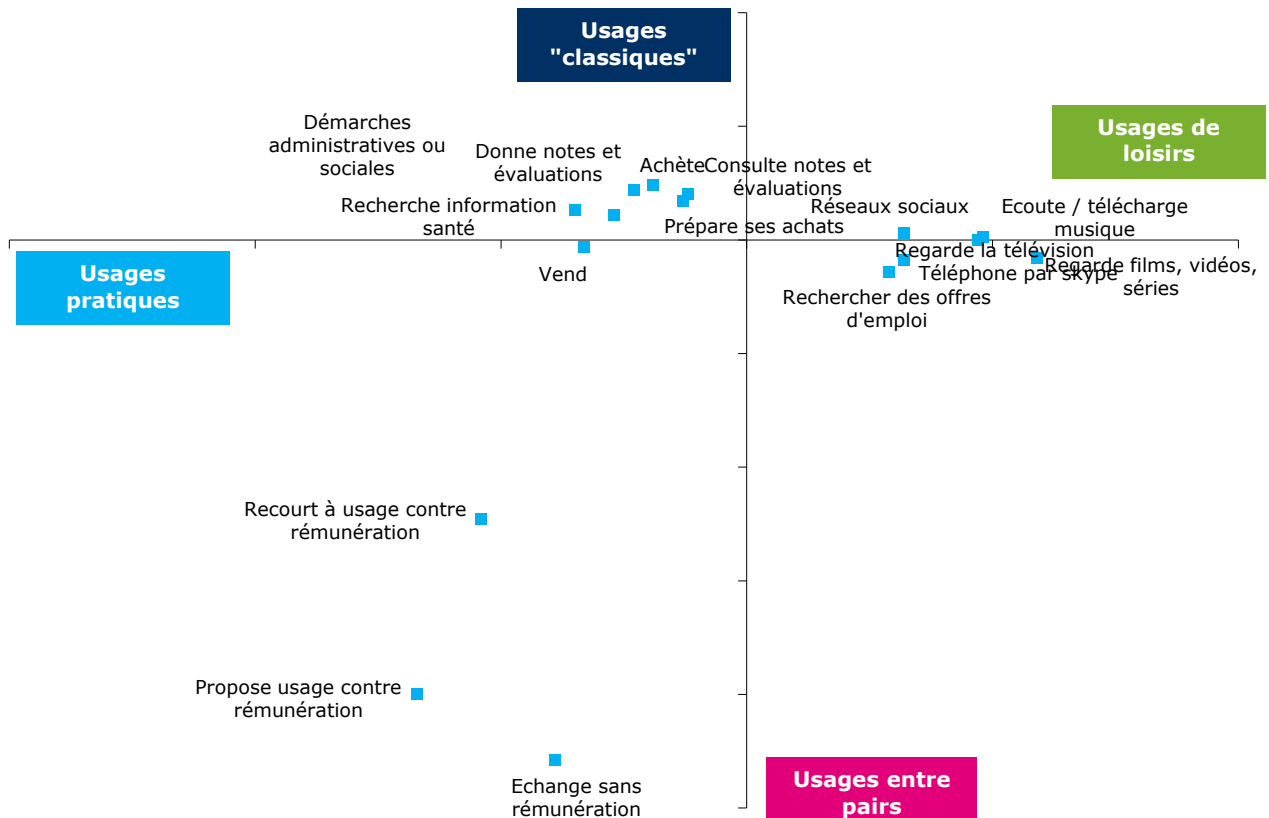 Usages
"classiques"
Usages de
loisirs
Démarches
administratives ou
sociales
Donne notes et
évaluations
Achète
Consulte notes et
évaluations
Recherche information
santé
Prépare ses achats
Réseaux sociaux
Ecoute / télécharge
musique
Usages
pratiques
Vend
Regarde la télévision
Téléphone par skype
Regarde films, vidéos,
séries
Rechercher des offres
d'emploi
Recourt à usage contre
rémunération
Propose usage contre
rémunération
Echange sans
rémunération
Usages entre
pairs